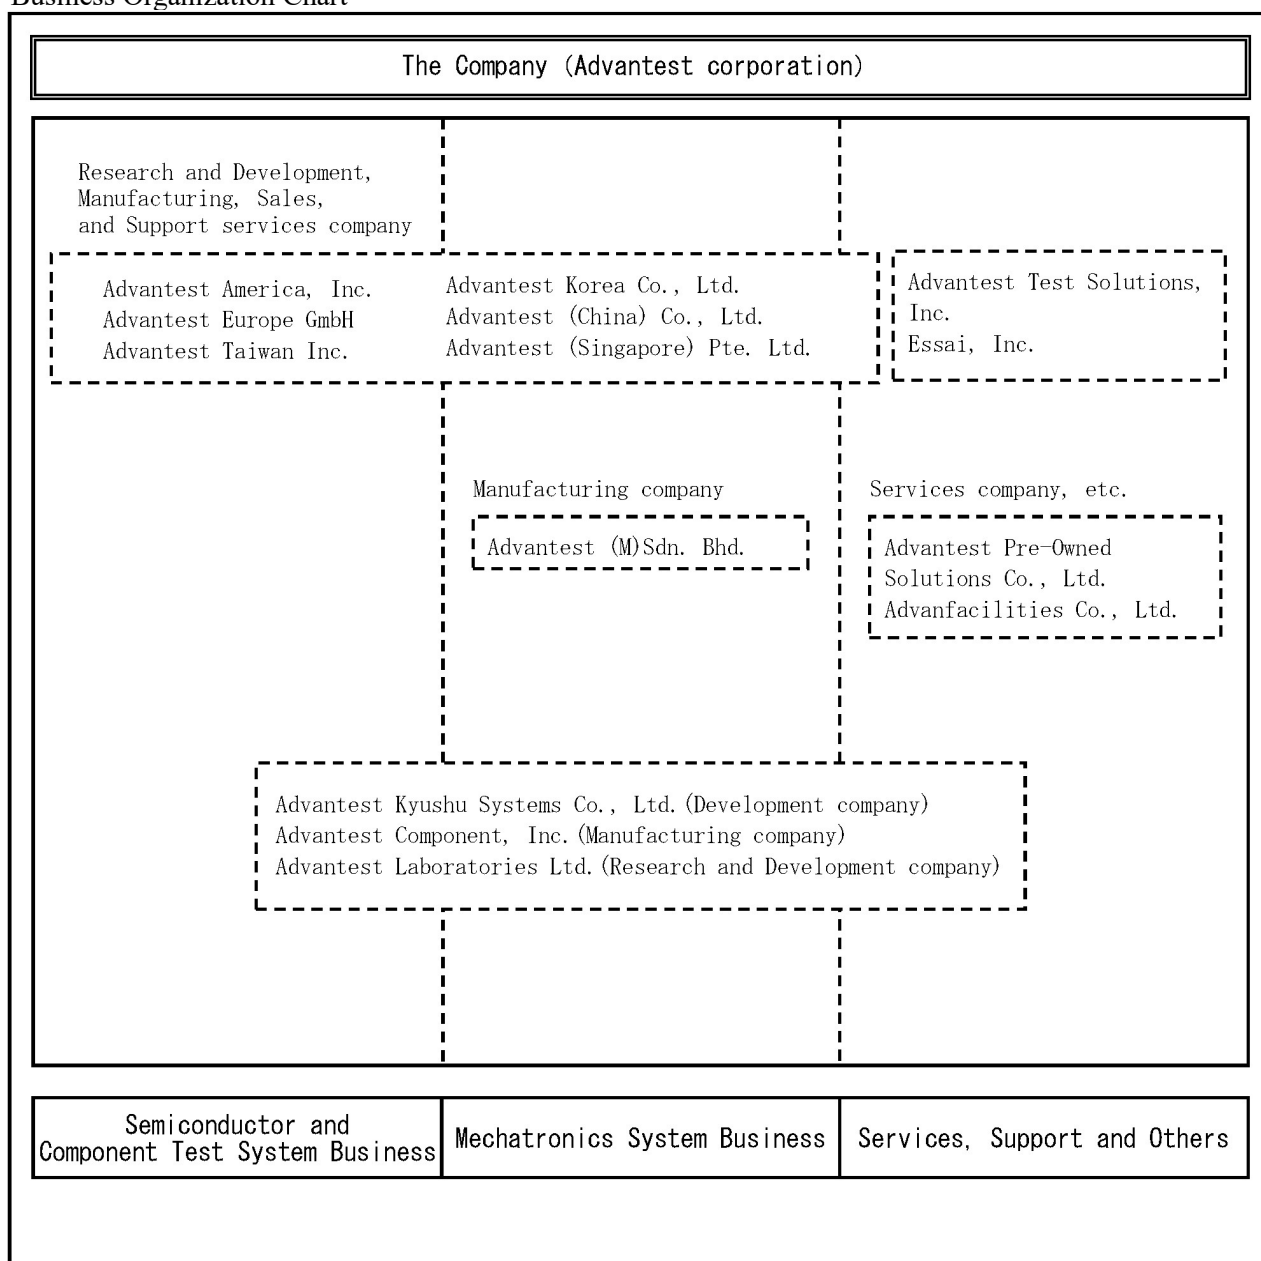 Business Organization Chart
The Company (Advantest corporation)
Research and Development,
Manufacturing, Sales,
and Support services company
Advantest America, Inc.
Advantest Europe GmbH
Advantest Taiwan Inc.
Advantest Korea Co., Ltd.
Advantest (China) Co., Ltd.
Advantest (Singapore) Pte. Ltd.
Advantest Test Solutions,
Inc.
Essai, Inc.
Manufacturing company
Advantest (M)Sdn. Bhd.
Services company, etc.
Advantest Pre-Owned
Solutions Co., Ltd.
Advanfacilities Co., Ltd.
Advantest Kyushu Systems Co., Ltd.(Development company)
Advantest Component, Inc.(Manufacturing company)
Advantest Laboratories Ltd.(Research and Development company)
Semiconductor and
Component Test System Business
Mechatronics System Business
Services, Support and Others